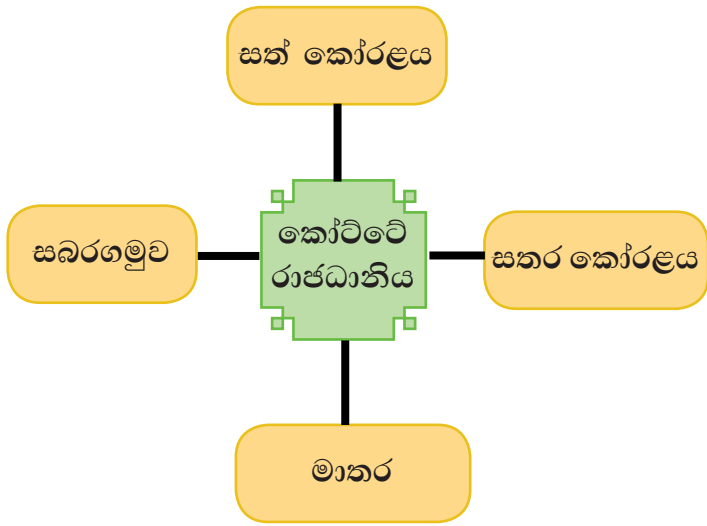 සත් කෝරළය
සබරගමුව
කෝට්ටේ
රාජධානිය
සතර කෝරළය
මාතර